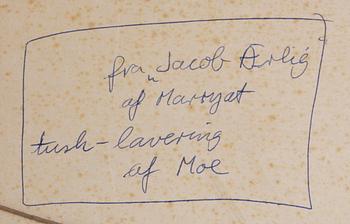 fra "Jacob Ærlig
af Marryat
tush-lavering
af Moe